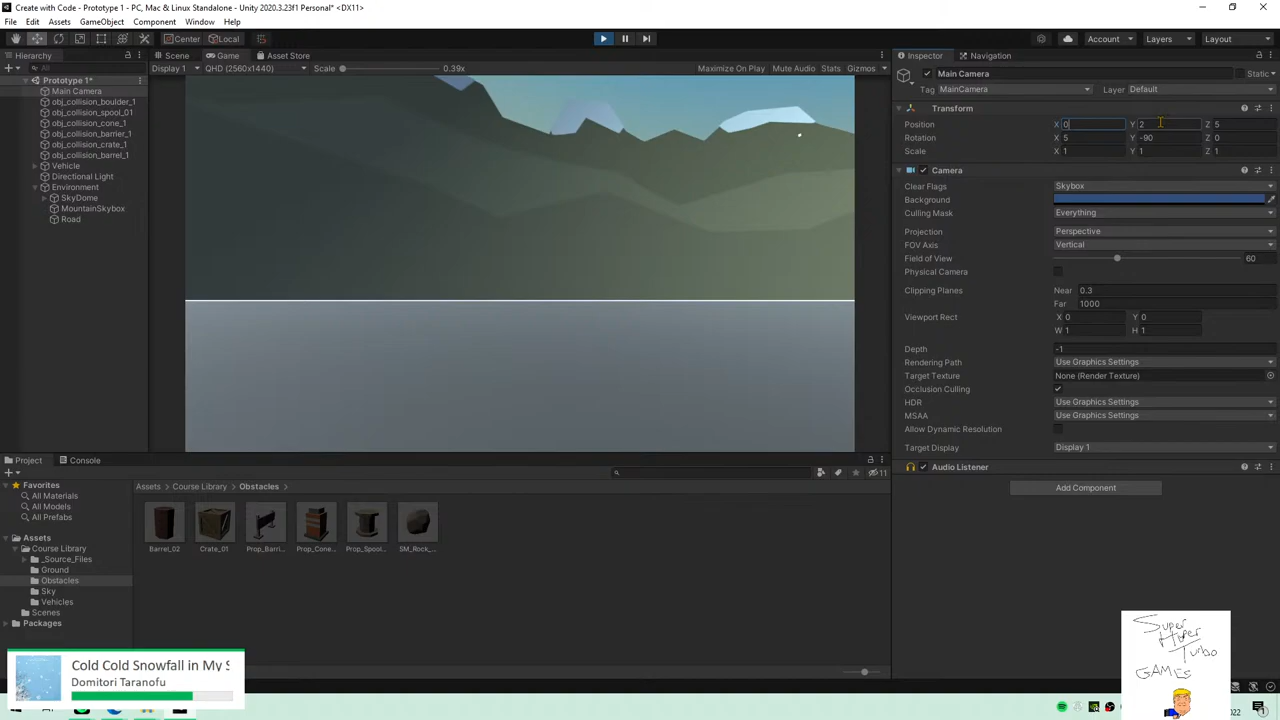 Create with Code - Prototype 1 - PC, Mac & Linux Standalone - Unity 2020.3.23f1 Personal* <DX11>
File Edit Assets GameObject Component Window Help
Center Local Account Layers Layout
Hierarchy Scene Game Asset Store Inspector Navigation
All Display 1 QHD (2560x1440) Scale 0.39x Maximize On Play Mute Audio Stats Gizmos
Prototype 1*
Main Camera
obj_collision_boulder_1
obj_collision_spool_01
obj_collision_cone_1
obj_collision_barrier_1
obj_collision_crate_1
obj_collision_barrel_1
Vehicle
Directional Light
Environment
SkyDome
MountainSkybox
Road
Main Camera Static
Tag MainCamera Layer Default
Transform
Position X 0 Y 2 Z 5
Rotation X 5 Y -90 Z 0
Scale X 1 Y 1 Z 1
Camera
Clear Flags Skybox
Background
Culling Mask Everything
Projection Perspective
FOV Axis Vertical
Field of View 60
Physical Camera
Clipping Planes Near 0.3
Far 1000
Viewport Rect X 0 Y 0
W 1 H 1
Depth -1
Rendering Path Use Graphics Settings
Target Texture None (Render Texture)
Occlusion Culling
HDR Use Graphics Settings
MSAA Use Graphics Settings
Allow Dynamic Resolution
Target Display Display 1
Audio Listener
Add Component
Project Console
11
Favorites
All Materials
All Models
All Prefabs
Assets
Course Library
_Source_Files
Ground
Obstacles
Sky
Vehicles
Scenes
Packages
Assets > Course Library > Obstacles >
Barrel_02 Crate_01 Prop_Barri... Prop_Cone... Prop_Spool... SM_Rock_...
Cold Cold Snowfall in My S
Domitori Taranofu
Super
Hyper
Turbo
GAMES
2022